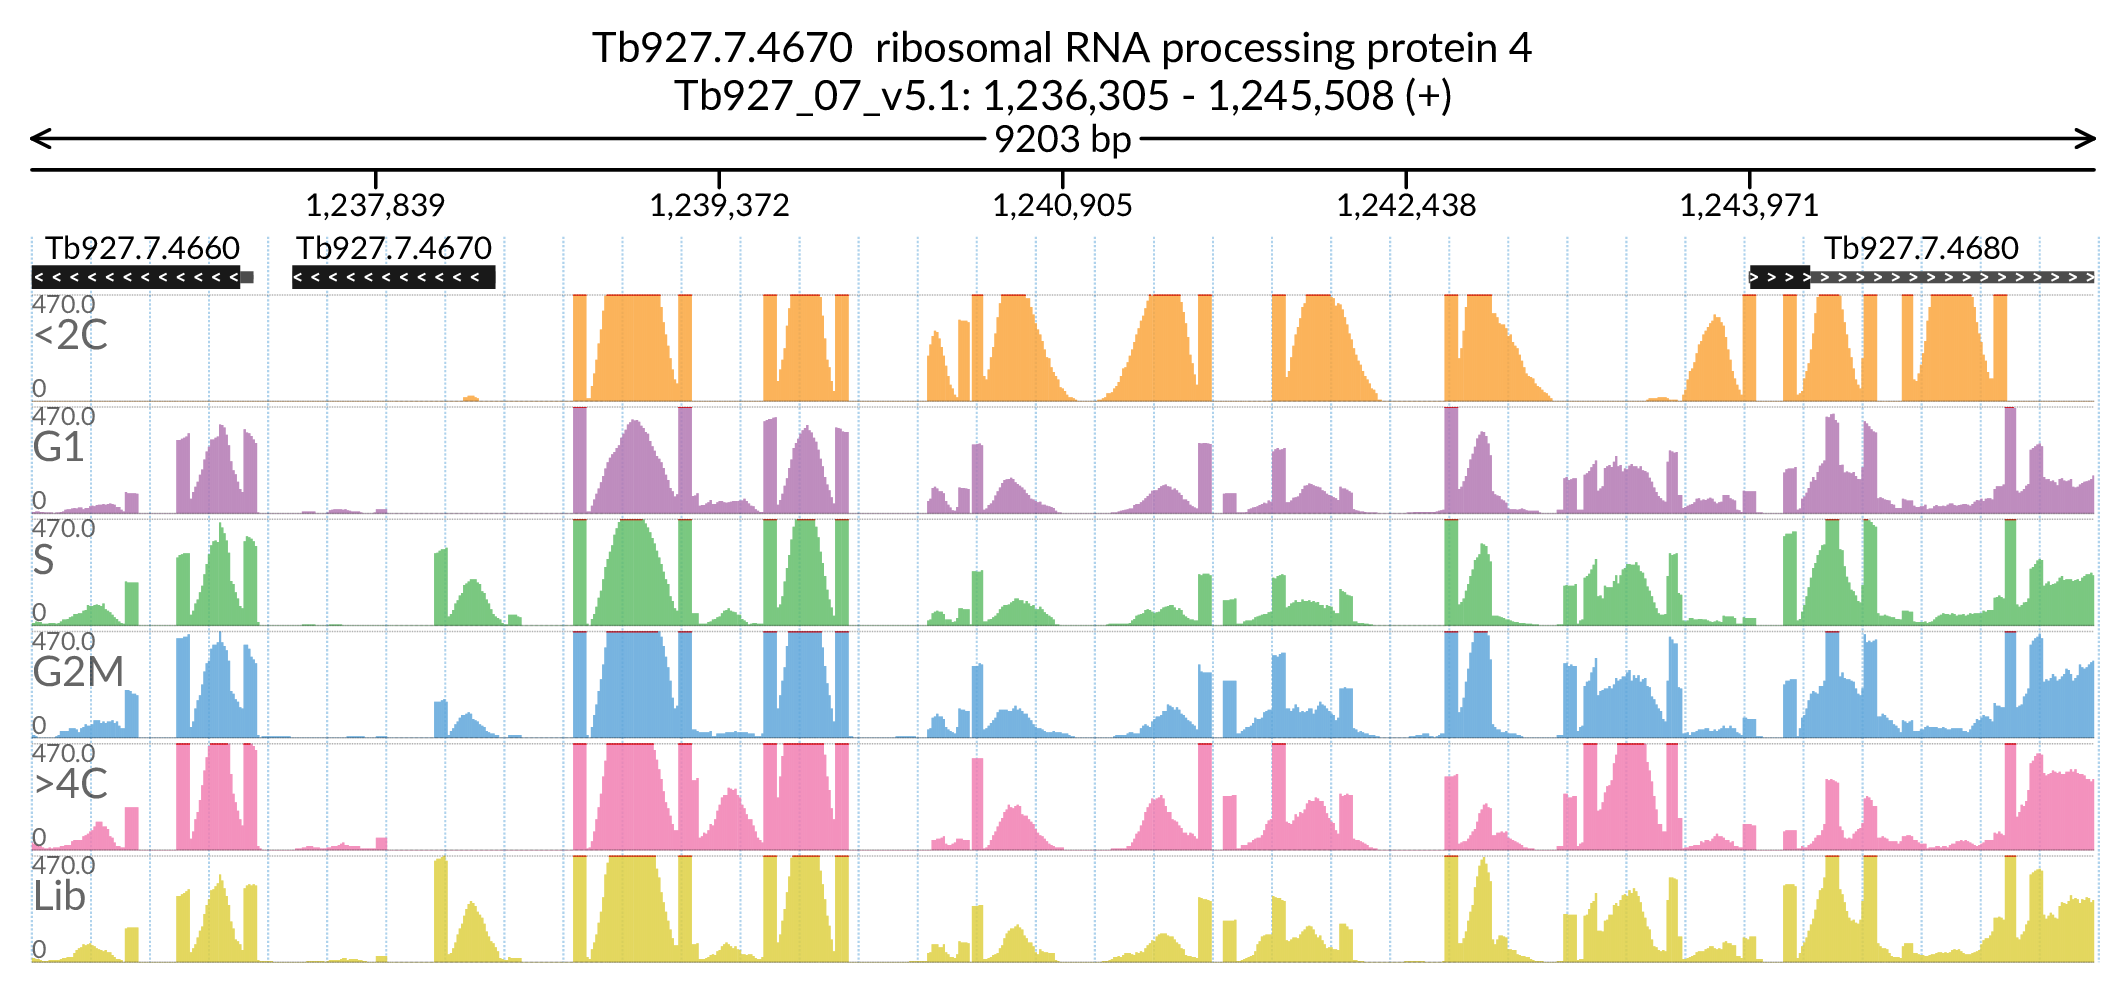 Tb927.7.4670  ribosomal RNA processing protein 4
Tb927_07_v5.1: 1,236,305 - 1,245,508 (+)
9203 bp
1,237,839 1,239,372 1,240,905 1,242,438 1,243,971
Tb927.7.4660 Tb927.7.4670 Tb927.7.4680
470.0
<2C
0
470.0
G1
0
470.0
S
0
470.0
G2M
0
470.0
>4C
0
470.0
Lib
0